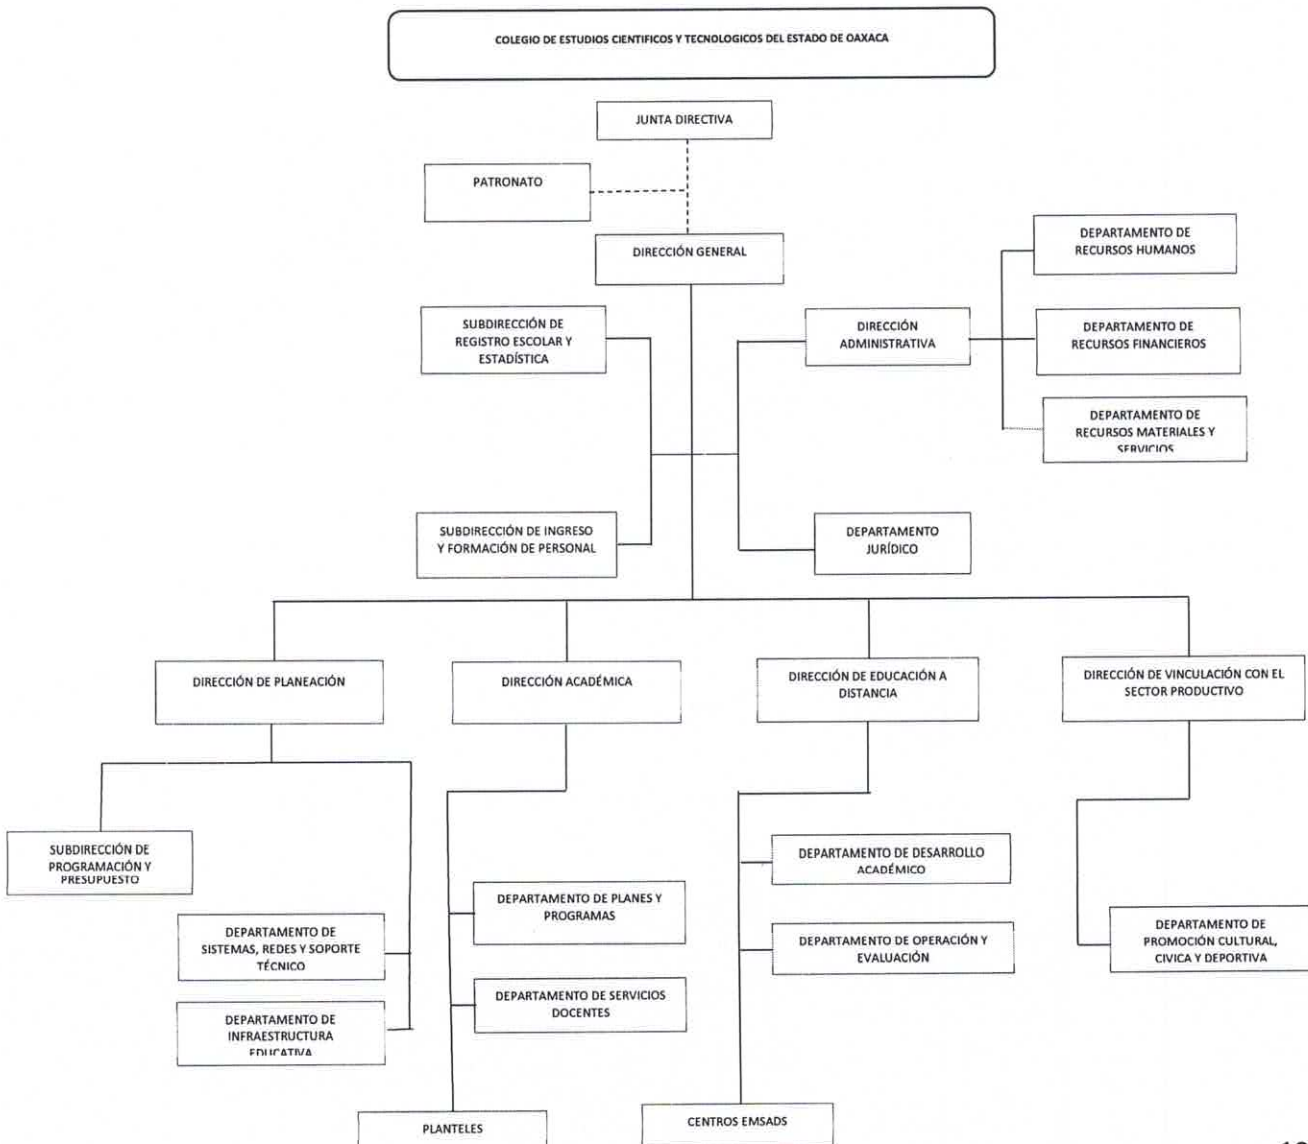 COLEGIO DE ESTUDIOS CIENTIFICOS Y TECNOLOGICOS DEL ESTADO DE OAXACA
JUNTA DIRECTIVA
PATRONATO
DIRECCIÓN GENERAL
DEPARTAMENTO DE
RECURSOS HUMANOS
SUBDIRECCIÓN DE
REGISTRO ESCOLAR Y
ESTADÍSTICA
DIRECCIÓN
ADMINISTRATIVA
DEPARTAMENTO DE
RECURSOS FINANCIEROS
DEPARTAMENTO DE
RECURSOS MATERIALES Y
SERVICIOS
SUBDIRECCIÓN DE INGRESO
Y FORMACIÓN DE PERSONAL
DEPARTAMENTO
JURÍDICO
DIRECCIÓN DE PLANEACIÓN
DIRECCIÓN ACADÉMICA
DIRECCIÓN DE EDUCACIÓN A
DISTANCIA
DIRECCIÓN DE VINCULACIÓN CON EL
SECTOR PRODUCTIVO
SUBDIRECCIÓN DE
PROGRAMACIÓN Y
PRESUPUESTO
DEPARTAMENTO DE
SISTEMAS, REDES Y SOPORTE
TÉCNICO
DEPARTAMENTO DE
INFRAESTRUCTURA
EDUCATIVA
DEPARTAMENTO DE PLANES Y
PROGRAMAS
DEPARTAMENTO DE SERVICIOS
DOCENTES
PLANTELES
DEPARTAMENTO DE DESARROLLO
ACADÉMICO
DEPARTAMENTO DE OPERACIÓN Y
EVALUACIÓN
CENTROS EMSADS
DEPARTAMENTO DE
PROMOCIÓN CULTURAL,
CIVICA Y DEPORTIVA